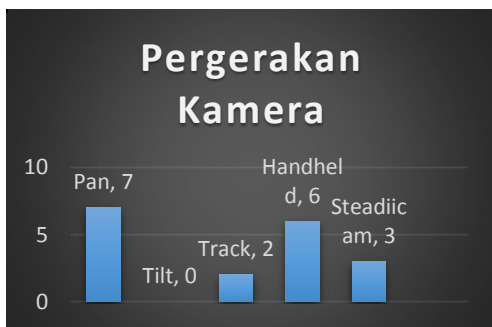 Pergerakan
Kamera
10
5
0
Pan, 7
Tilt, 0
Track, 2
Handhel
d, 6
Steadiic
am, 3